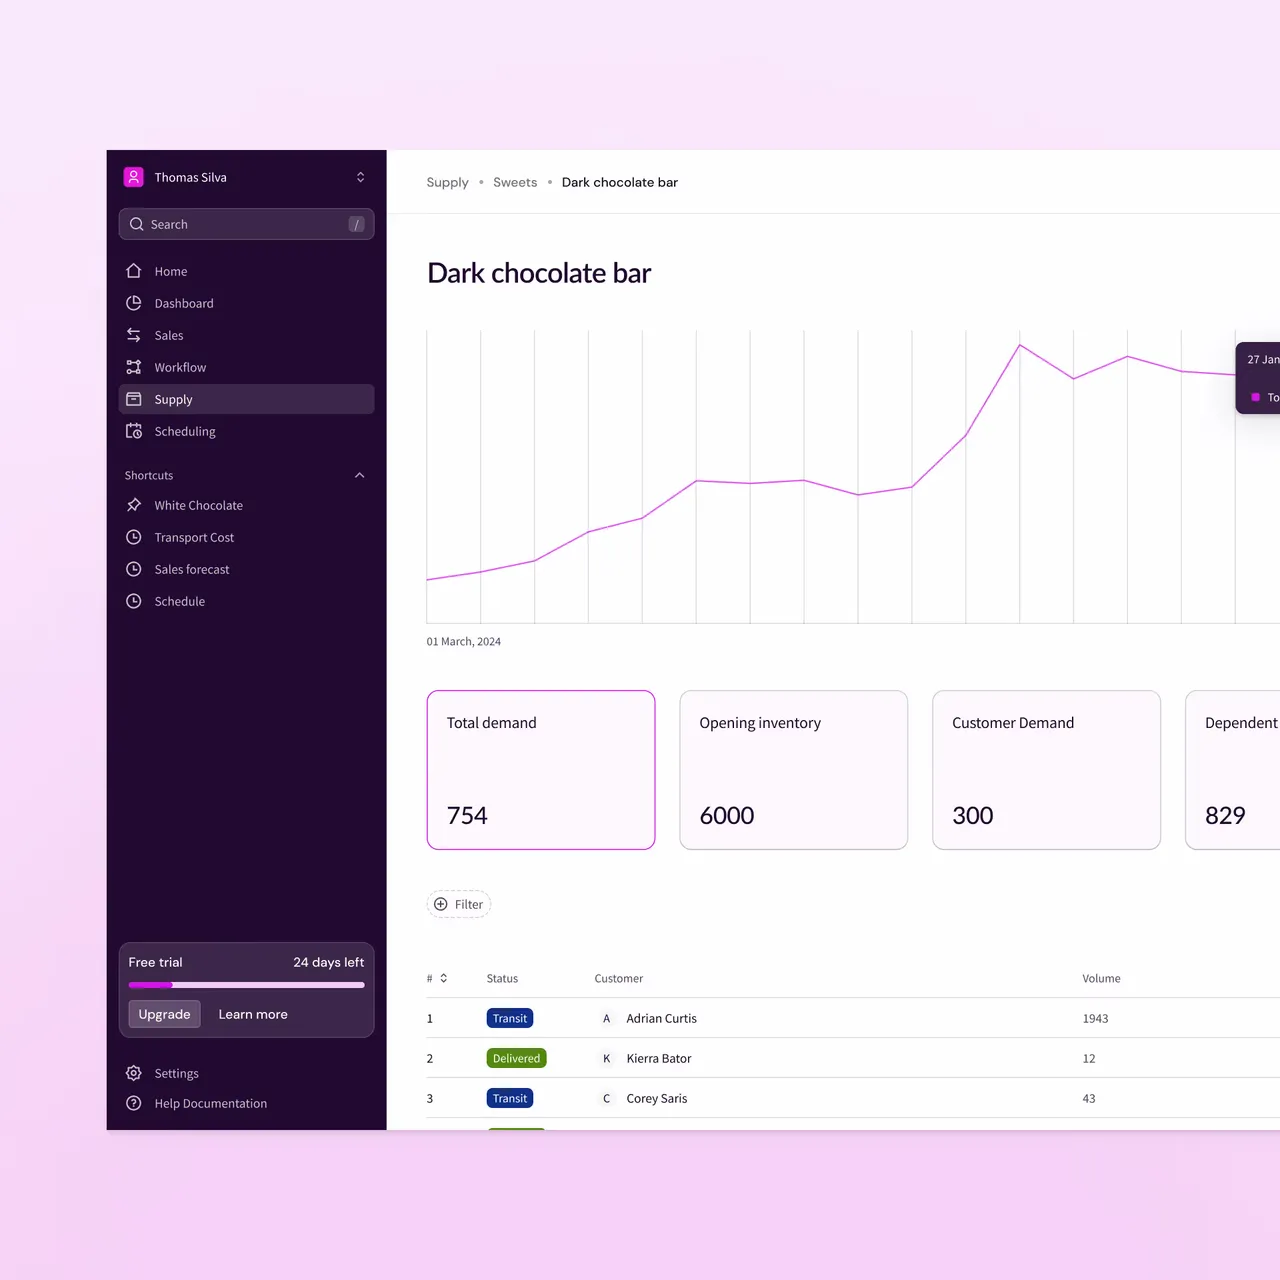 Thomas Silva
Search /
Home
Dashboard
Sales
Workflow
Supply
Scheduling
Shortcuts
White Chocolate
Transport Cost
Sales forecast
Schedule
Free trial 24 days left
Upgrade Learn more
Settings
Help Documentation
Supply • Sweets • Dark chocolate bar
Dark chocolate bar
27 Jan
To
01 March, 2024
Total demand
754
Opening inventory
6000
Customer Demand
300
Dependent
829
Filter
# Status Customer Volume
1 Transit A Adrian Curtis 1943
2 Delivered K Kierra Bator 12
3 Transit C Corey Saris 43